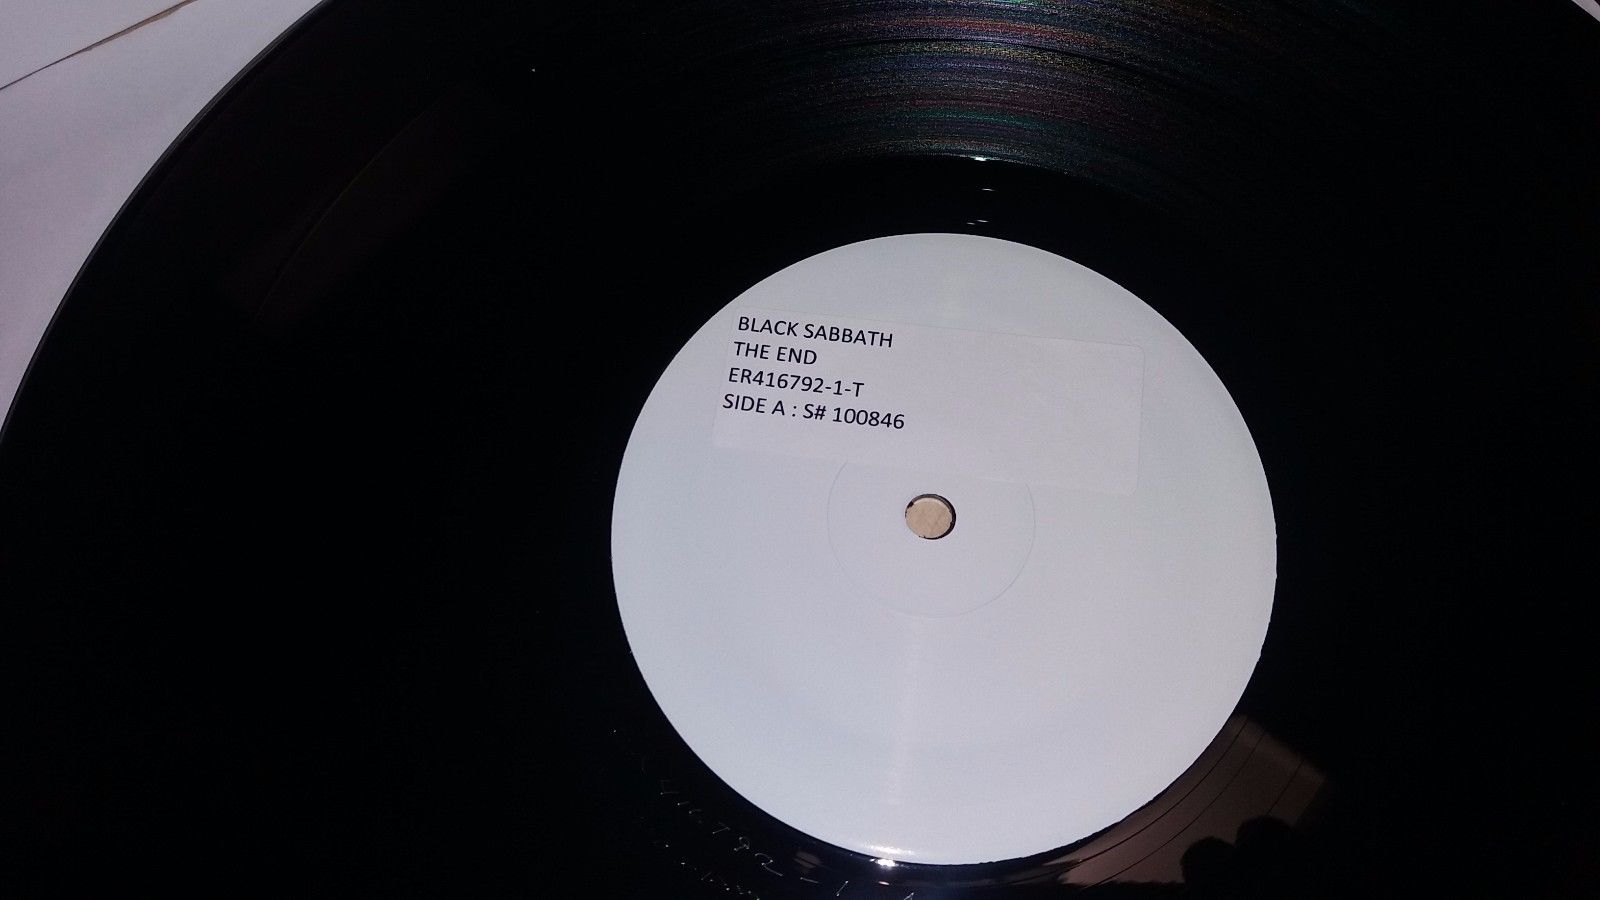 BLACK SABBATH
THE END
ER416792-1-T
SIDE A : S# 100846